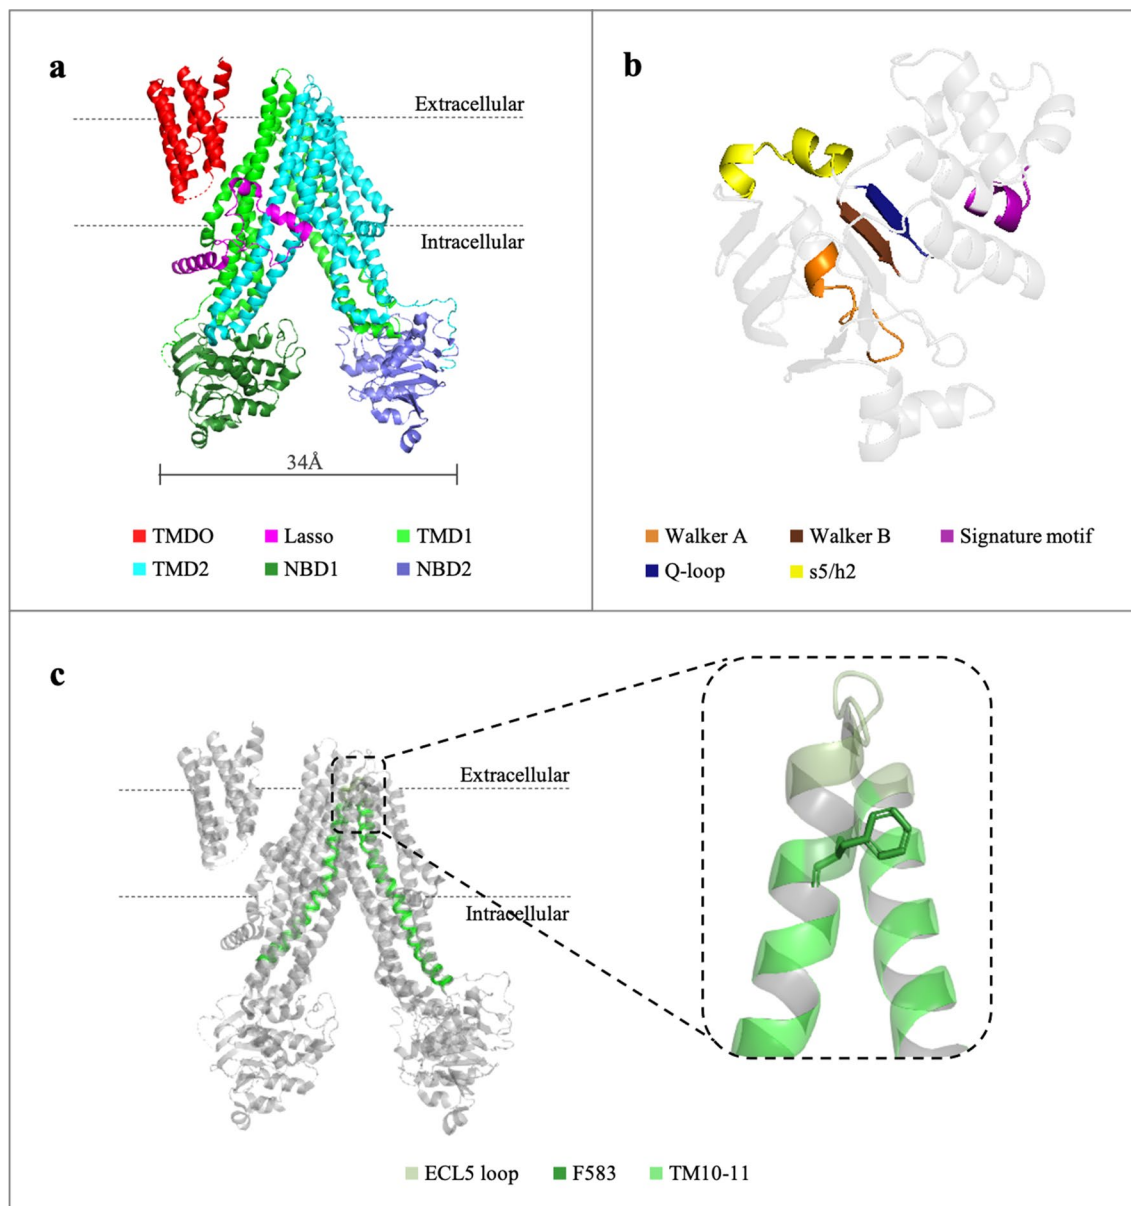 a
Extracellular
Intracellular
34Å
TMDO Lasso TMD1
TMD2 NBD1 NBD2
b
Walker A Walker B Signature motif
Q-loop s5/h2
c
Extracellular
Intracellular
ECL5 loop F583 TM10-11